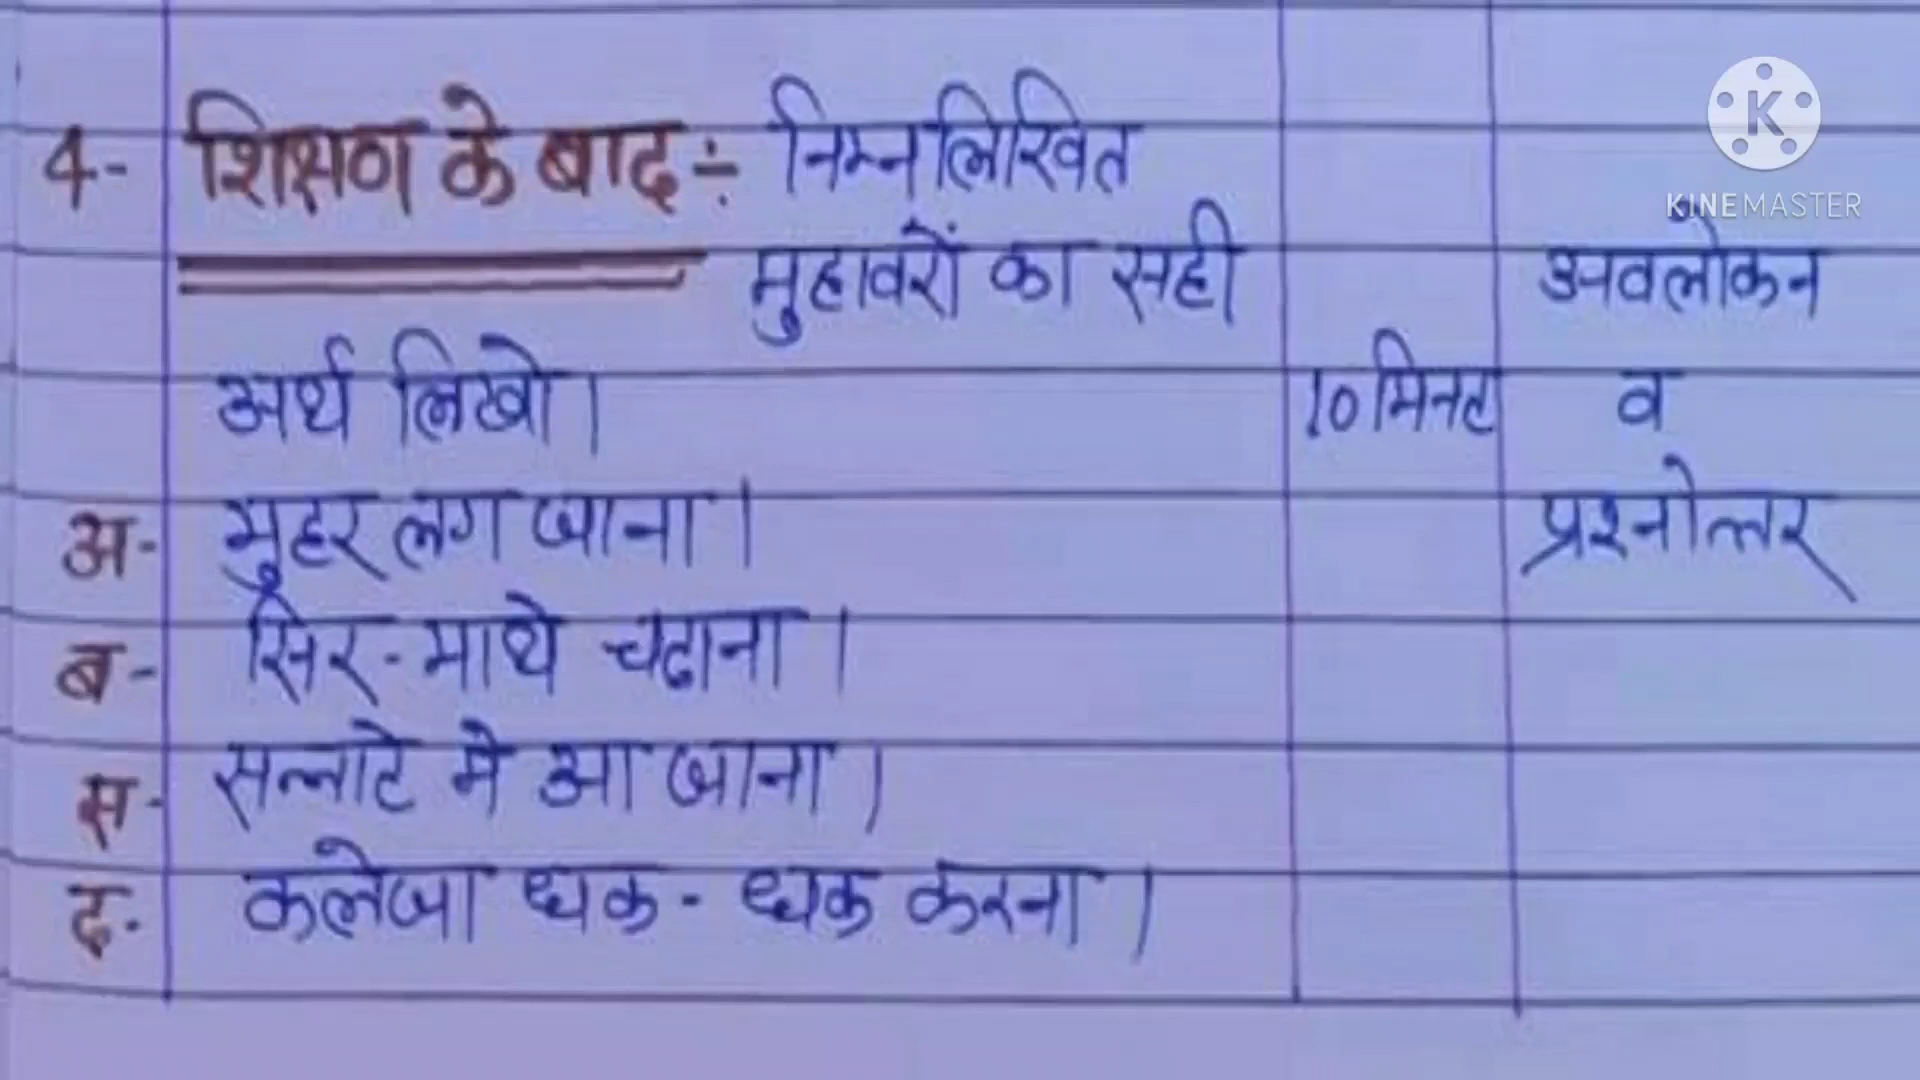 4- शिक्षण के बाद ÷ निम्नलिखित
मुहावरों का सही
अर्थ लिखो।
अ- मुहर लग जाना।
ब- सिर-माथे चढाना।
स- सन्नाटे मे आ जाना।
द- कलेजा धक-धक करना।
10 मिनट
अवलोकन
व
प्रश्नोत्तर
K
KINEMASTER